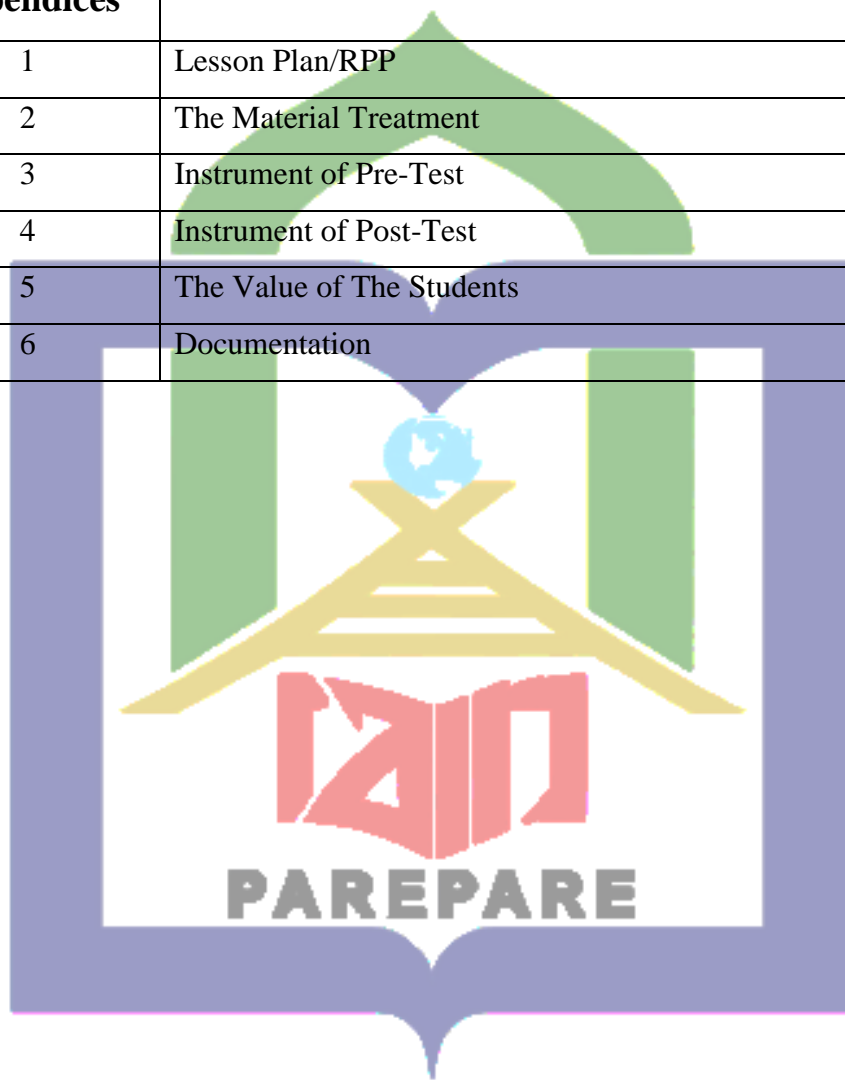 1 Lesson Plan/RPP
2 The Material Treatment
3 Instrument of Pre-Test
4 Instrument of Post-Test
5 The Value of The Students
6 Documentation
iain
PAREPARE